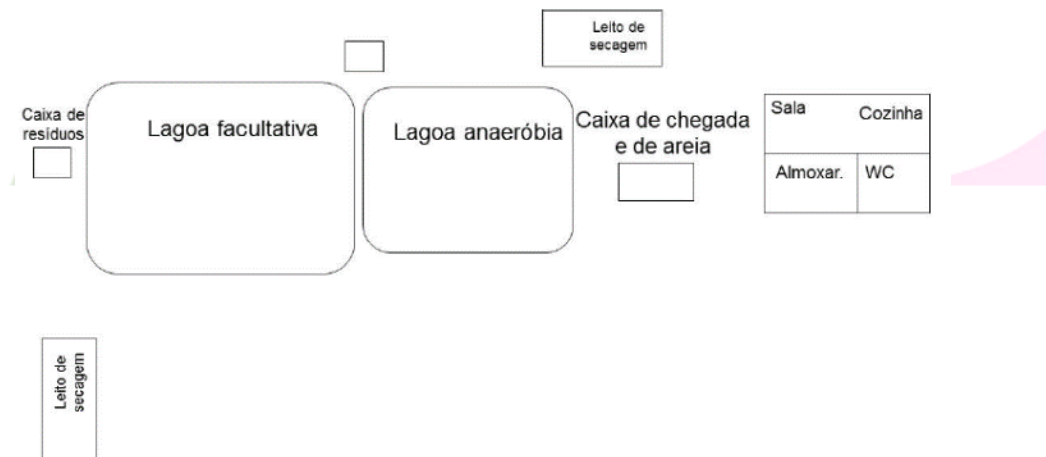 Leito de
secagem
Caixa de
resíduos
Lagoa facultativa
Lagoa anaeróbia
Caixa de chegada
e de areia
Sala
Cozinha
Almoxar.
WC
Leito de
secagem